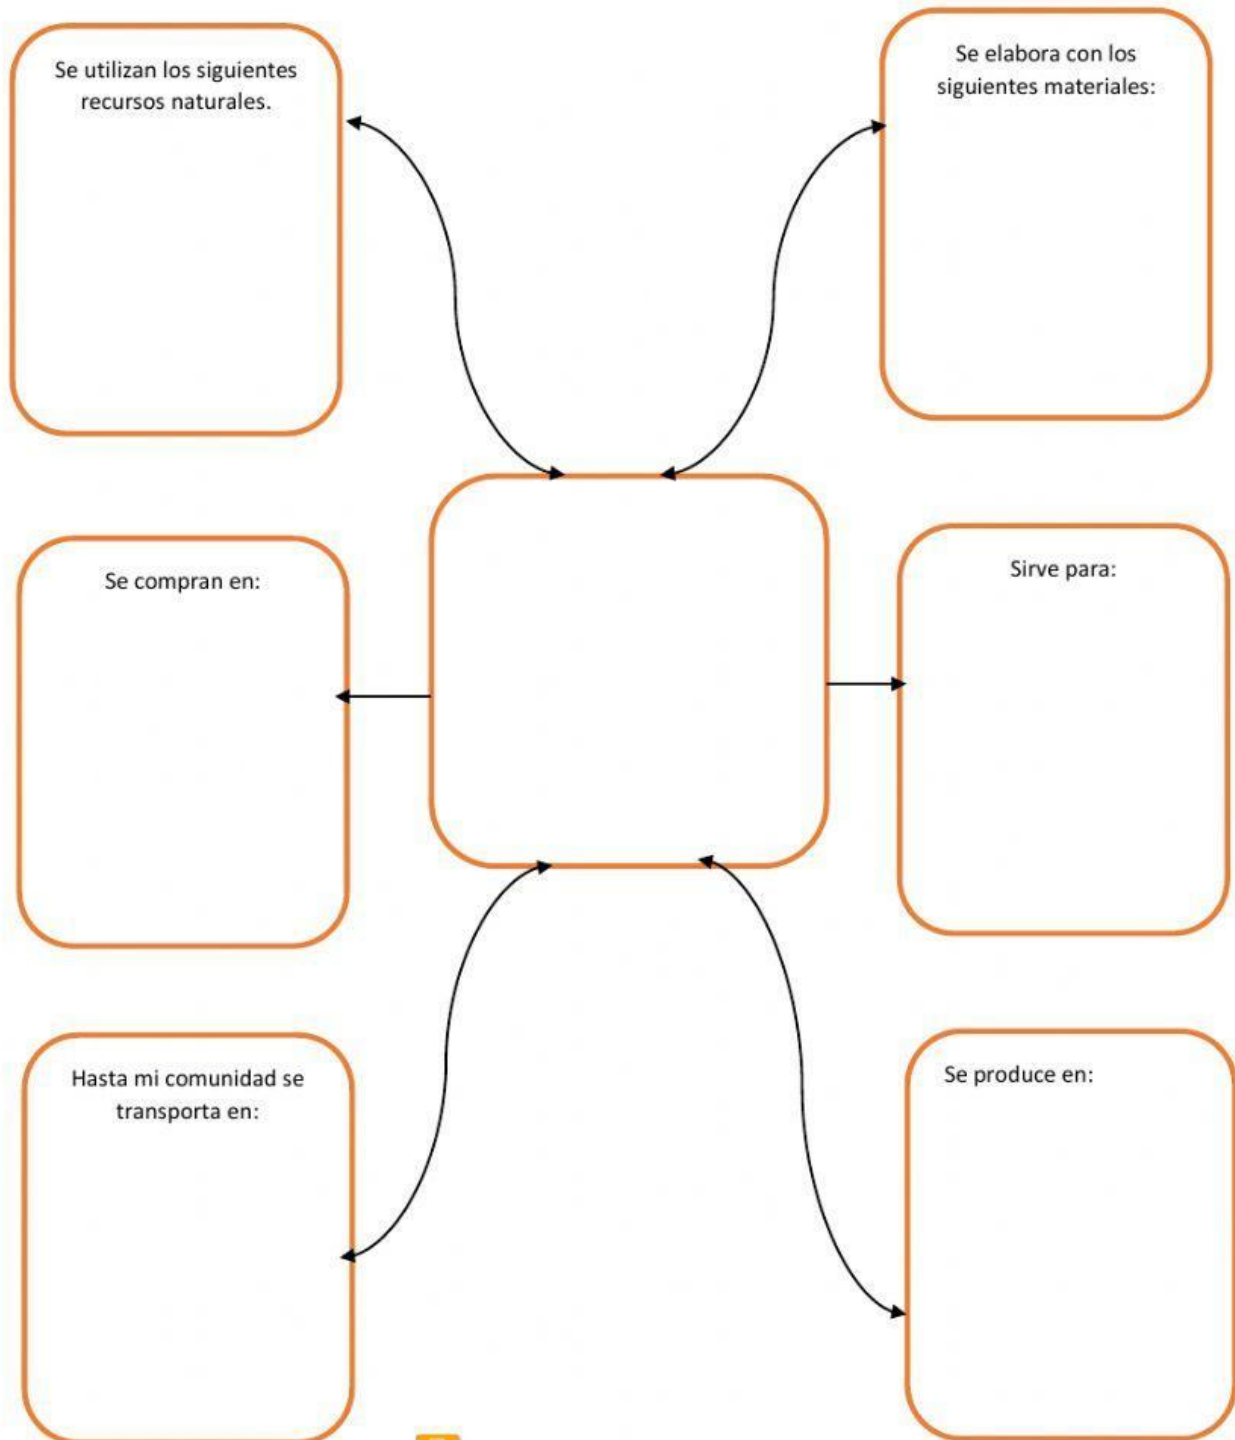 Se utilizan los siguientes
recursos naturales.
Se elabora con los
siguientes materiales:
Se compran en:
Sirve para:
Hasta mi comunidad se
transporta en:
Se produce en: